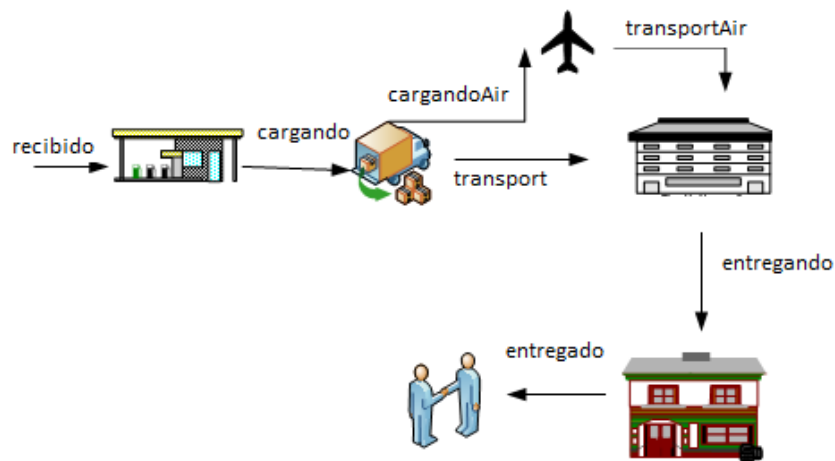 transportAir
cargandoAir
recibido
cargando
transport
entregando
entregado